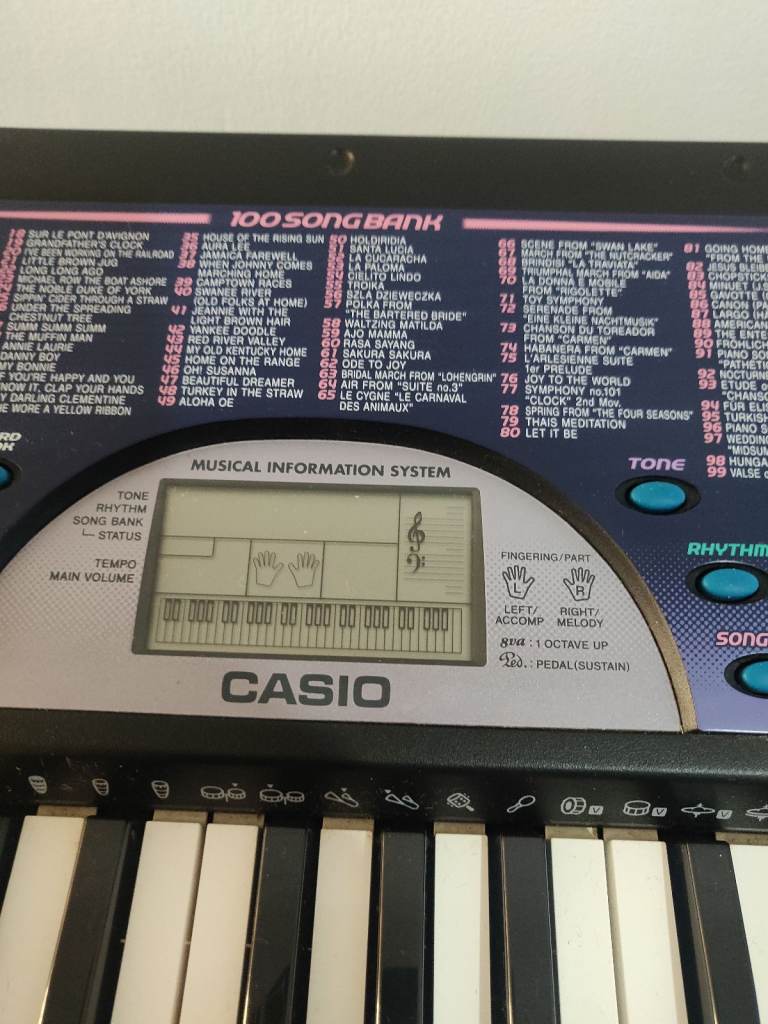 100 SONG BANK
18 SUR LE PONT D'AVIGNON
GRANDFATHER'S CLOCK
I'VE BEEN WORKING ON THE RAILROAD
LITTLE BROWN JUG
LONG LONG AGO
MICHAEL ROW THE BOAT ASHORE
THE NOBLE DUKE OF YORK
SIPPIN' CIDER THROUGH A STRAW
UNDER THE SPREADING
CHESTNUT TREE
SUMM SUMM SUMM
THE MUFFIN MAN
ANNIE LAURIE
DANNY BOY
MY BONNIE
YOU'RE HAPPY AND YOU
KNOW IT, CLAP YOUR HANDS
MY DARLING CLEMENTINE
WORE A YELLOW RIBBON
35 HOUSE OF THE RISING SUN
36 AURA LEE
37 JAMAICA FAREWELL
38 WHEN JOHNNY COMES
MARCHING HOME
39 CAMPTOWN RACES
40 SWANEE RIVER
(OLD FOLKS AT HOME)
41 JEANNIE WITH THE
LIGHT BROWN HAIR
42 YANKEE DOODLE
43 RED RIVER VALLEY
44 MY OLD KENTUCKY HOME
45 HOME ON THE RANGE
46 OH! SUSANNA
47 BEAUTIFUL DREAMER
48 TURKEY IN THE STRAW
49 ALOHA OE
50 HOLDIRIDIA
51 SANTA LUCIA
52 LA CUCARACHA
53 LA PALOMA
54 CIELITO LINDO
55 TROIKA
56 SZLA DZIEWCZKA
57 POLKA FROM
"THE BARTERED BRIDE"
58 WALTZING MATILDA
59 AJO MAMMA
60 RASA SAYANG
61 SAKURA SAKURA
62 ODE TO JOY
63 BRIDAL MARCH FROM "LOHENGRIN"
64 AIR FROM "SUITE no.3"
65 LE CYGNE "LE CARNAVAL
DES ANIMAUX"
66 SCENE FROM "SWAN LAKE"
67 MARCH FROM "THE NUTCRACKER"
68 "BRINDISI" "LA TRAVIATA"
69 TRIUMPHAL MARCH FROM "AIDA"
70 LA DONNA E MOBILE
FROM "RIGOLETTE"
71 TOY SYMPHONY
72 SERENADE FROM
"EINE KLEINE NACHTMUSIK"
73 CHANSON DU TOREADOR
FROM "CARMEN"
74 HABANERA FROM "CARMEN"
75 L'ARLESIENNE SUITE
1er PRELUDE
76 JOY TO THE WORLD
77 SYMPHONY no.101
"CLOCK" 2nd Mov.
78 SPRING FROM "THE FOUR SEASONS"
79 THAIS MEDITATION
80 LET IT BE
81 GOING HOME
FROM THE
82 JESUS BLEIB
83 CHOPSTICK
84 MINUET
85 GAVOTTE
86 CANON
87 LARGO
88 AMERICAN
89 THE ENTE
90 FRÖHLICH
91 PIANO SO
"PATHETIQ
92 NOCTURNE
93 ETUDE
CHANSO
94 FÜR ELIS
95 TURKISH
96 PIANO S
97 WEDDING
"MIDSUM
98 HUNGA
99 VALSE
MUSICAL INFORMATION SYSTEM
TONE
RHYTHM
SONG BANK
STATUS
TEMPO
MAIN VOLUME
FINGERING/PART
L
R
LEFT/
ACCOMP
RIGHT/
MELODY
8va : 1 OCTAVE UP
Ped. : PEDAL(SUSTAIN)
CASIO
TONE
RHYTHM
SONG
V
V
V